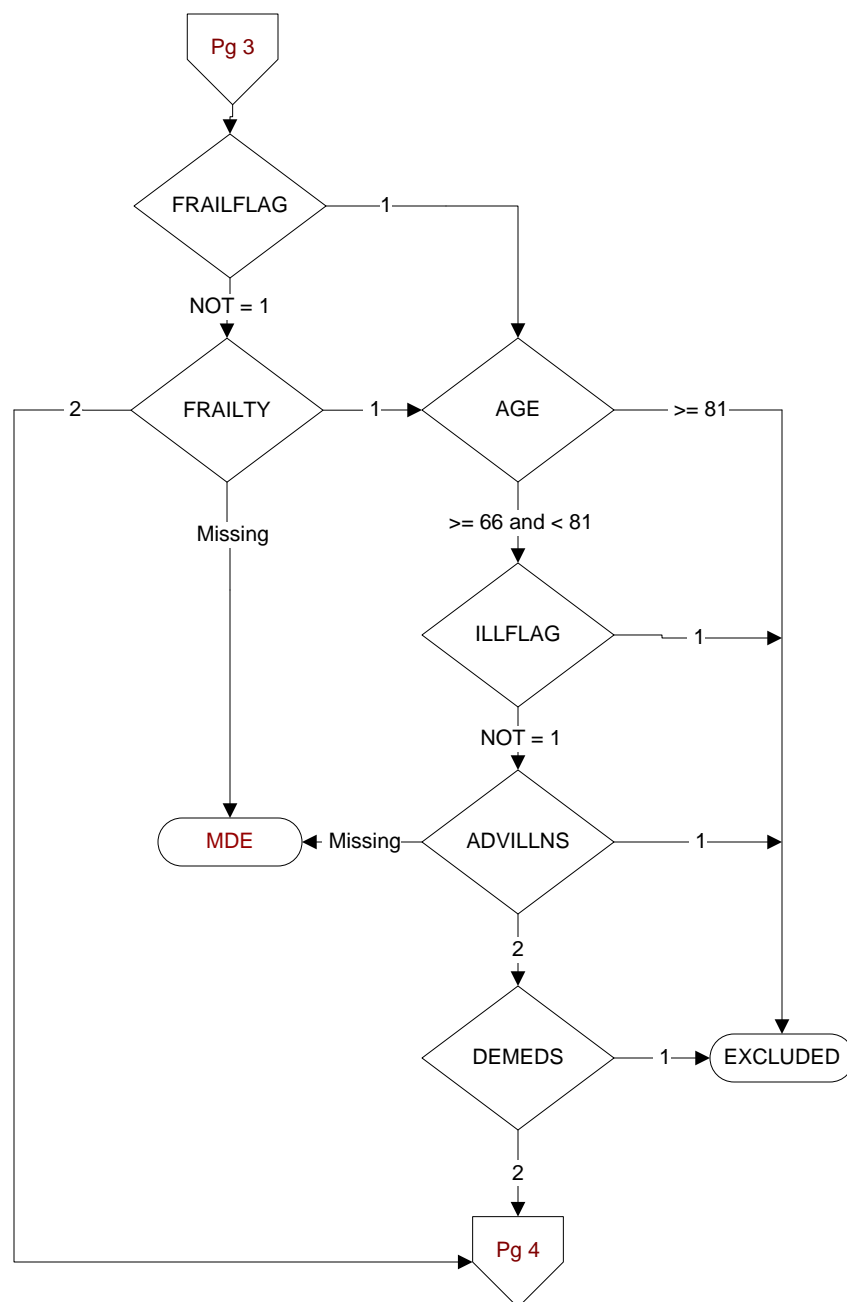 Pg 3
FRAILFLAG
1
NOT = 1
2
FRAILTY
1
AGE
>= 81
Missing
>= 66 and < 81
ILLFLAG
1
NOT = 1
MDE
Missing
ADVILLNS
1
2
DEMEDS
1
EXCLUDED
2
Pg 4